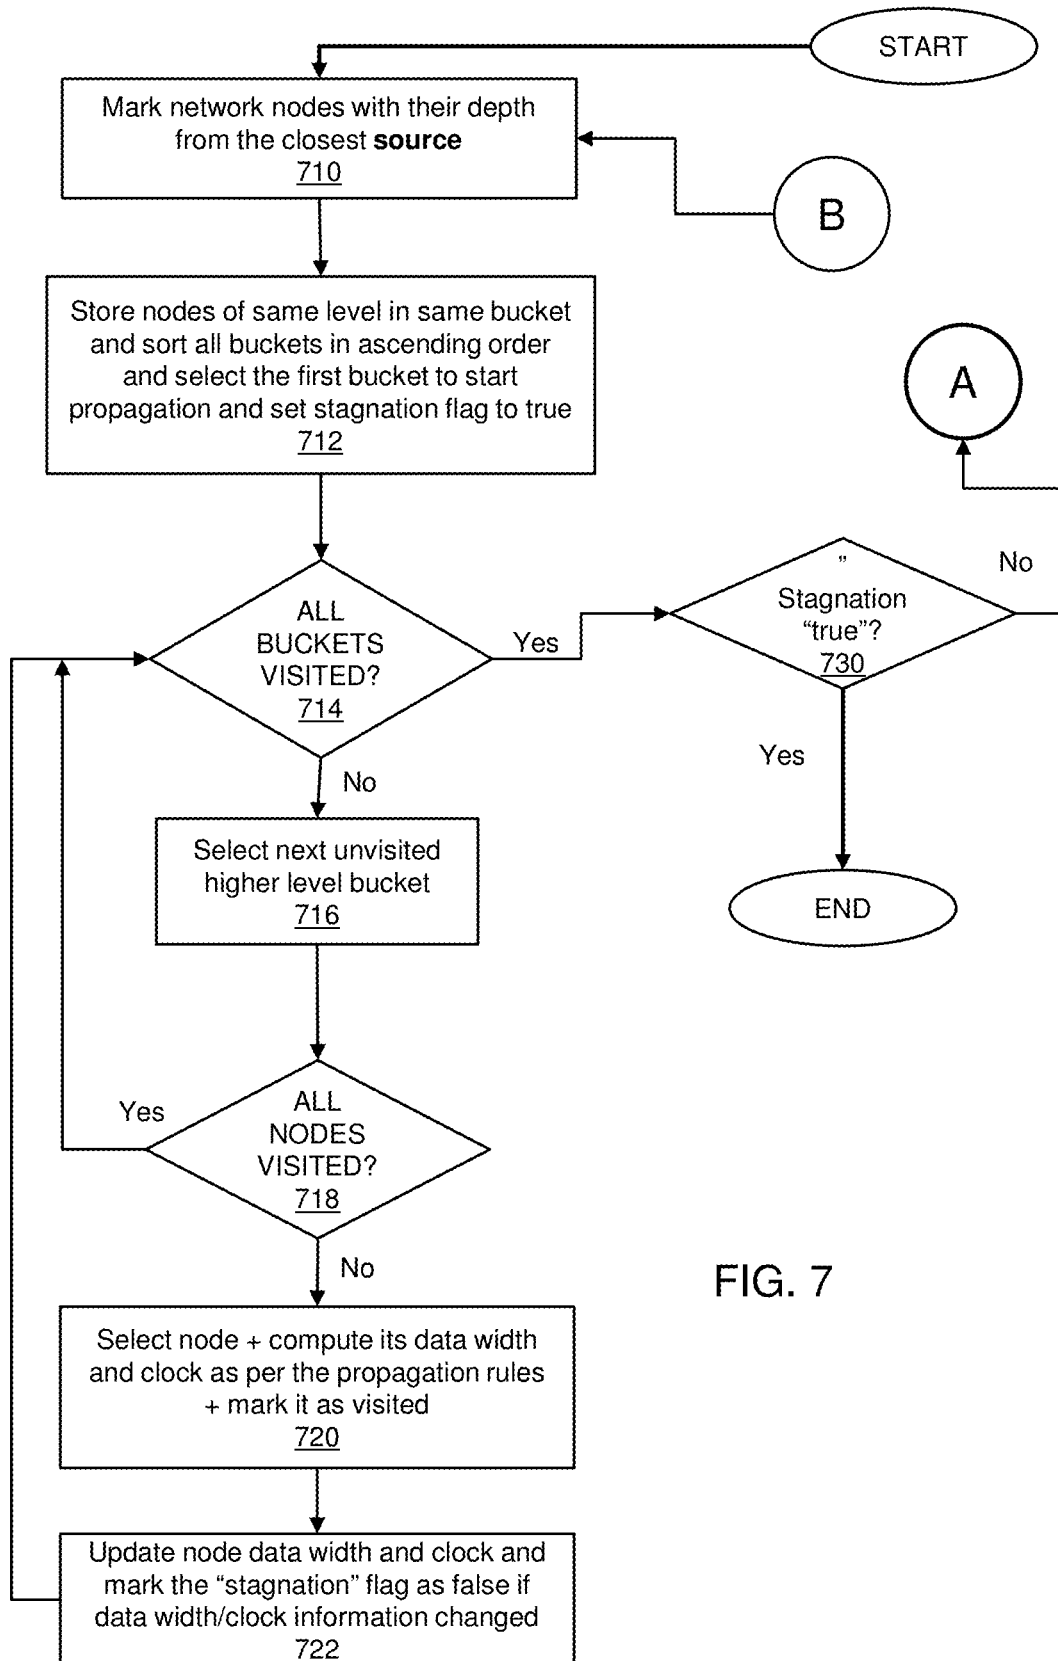 START
Mark network nodes with their depth
from the closest source
710
B
Store nodes of same level in same bucket
and sort all buckets in ascending order
and select the first bucket to start
propagation and set stagnation flag to true
712
A
ALL
BUCKETS
VISITED?
714
Yes
No
”
Stagnation
“true”?
730
No
Yes
END
Select next unvisited
higher level bucket
716
ALL
NODES
VISITED?
718
Yes
No
Select node + compute its data width
and clock as per the propagation rules
+ mark it as visited
720
Update node data width and clock and
mark the “stagnation” flag as false if
data width/clock information changed
722
FIG. 7